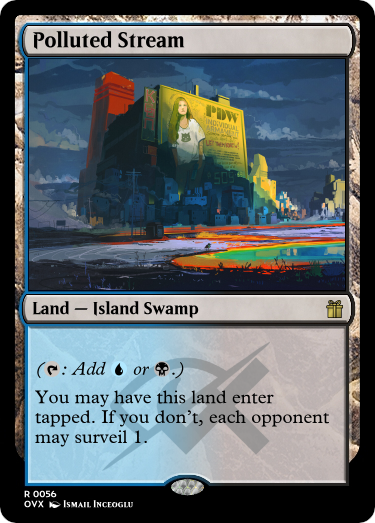 Polluted Stream
PDW
INDIVIDUAL
Land — Island Swamp
(: Add or .)
You may have this land enter
tapped. If you don't, each opponent
may surveil 1.
R 0056
OVX Ismail Inceoglu